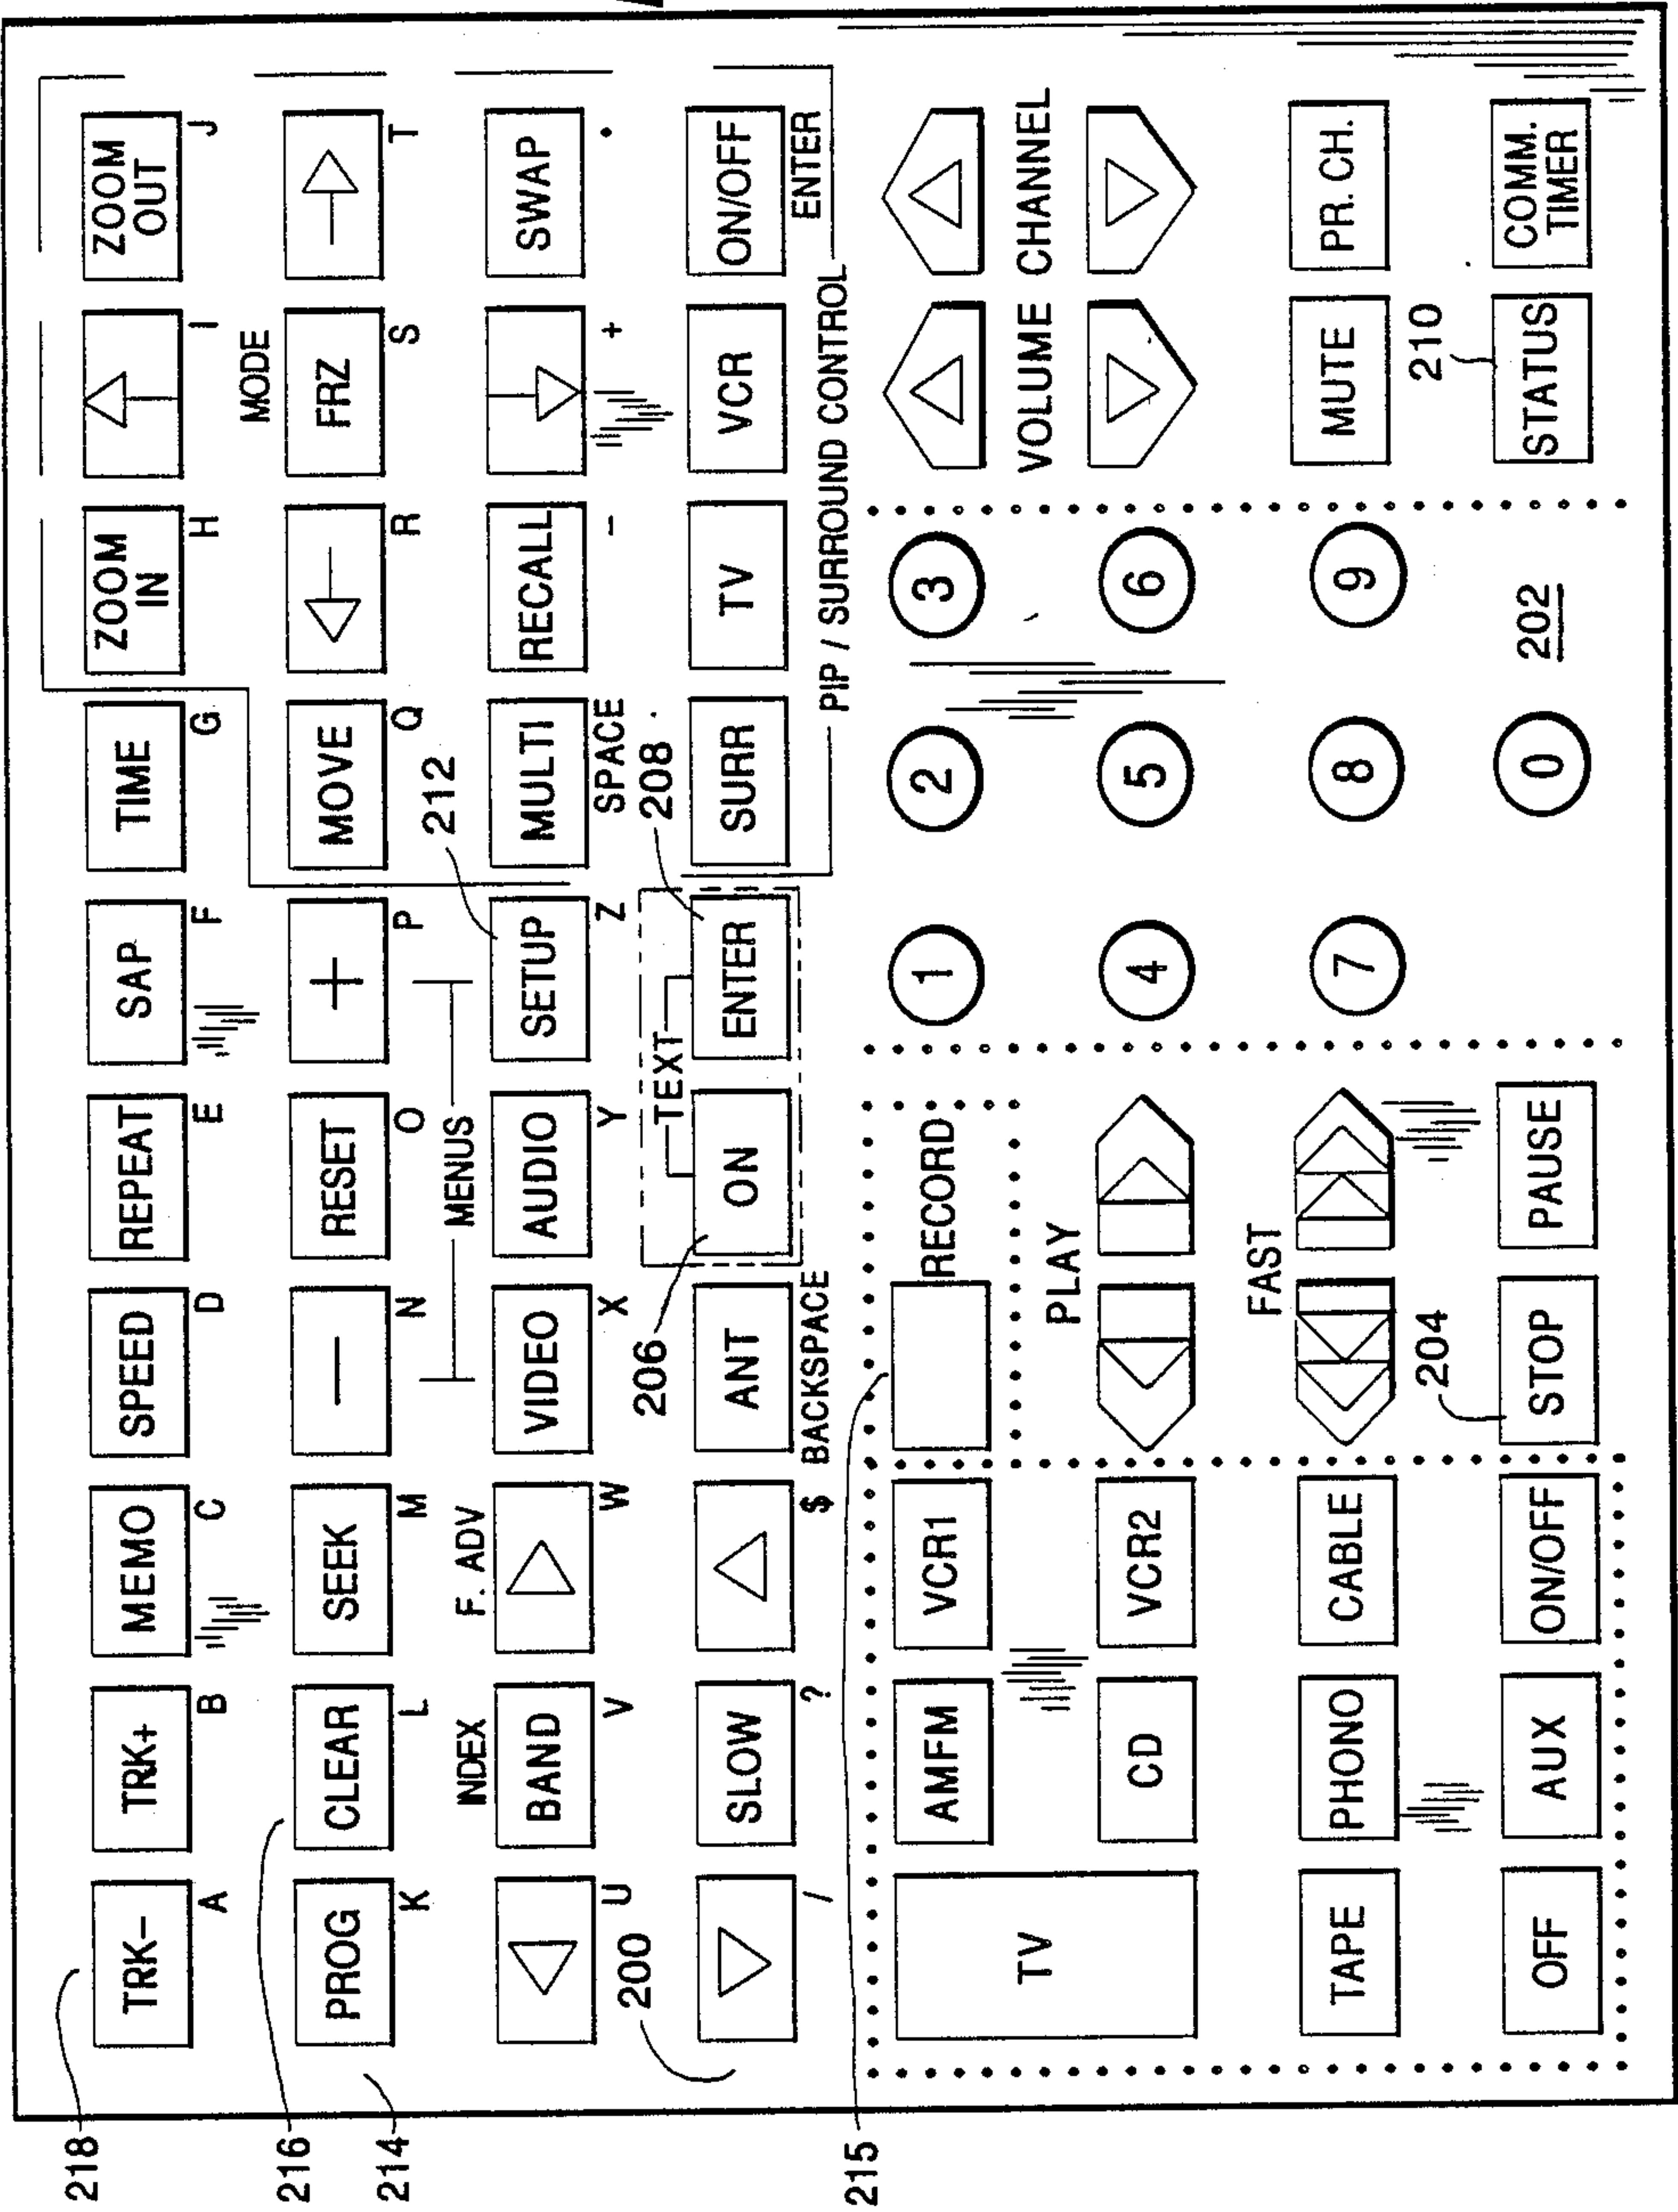 218
TRK–
TRK+
MEMO
SPEED
REPEAT
SAP
TIME
ZOOM
IN
ZOOM
OUT
A
B
C
D
E
F
G
H
I
J
MODE
216
214
PROG
CLEAR
SEEK
—
RESET
+
MOVE
FRZ
K
L
M
N
O
P
Q
R
S
T
INDEX
F. ADV
MENUS
212
BAND
VIDEO
AUDIO
SETUP
MULTI
RECALL
SWAP
U
V
W
X
Y
Z
SPACE
–
+
.
200
206
TEXT
208
SLOW
ANT
ON
ENTER
SURR
TV
VCR
ON/OFF
/
?
$
BACKSPACE
ENTER
PIP / SURROUND CONTROL
215
TV
AMFM
VCR1
RECORD
1
2
3
VOLUME
CHANNEL
PLAY
CD
VCR2
4
5
6
FAST
TAPE
PHONO
CABLE
7
8
9
MUTE
PR. CH.
204
210
OFF
AUX
ON/OFF
STOP
PAUSE
0
202
STATUS
COMM.
TIMER